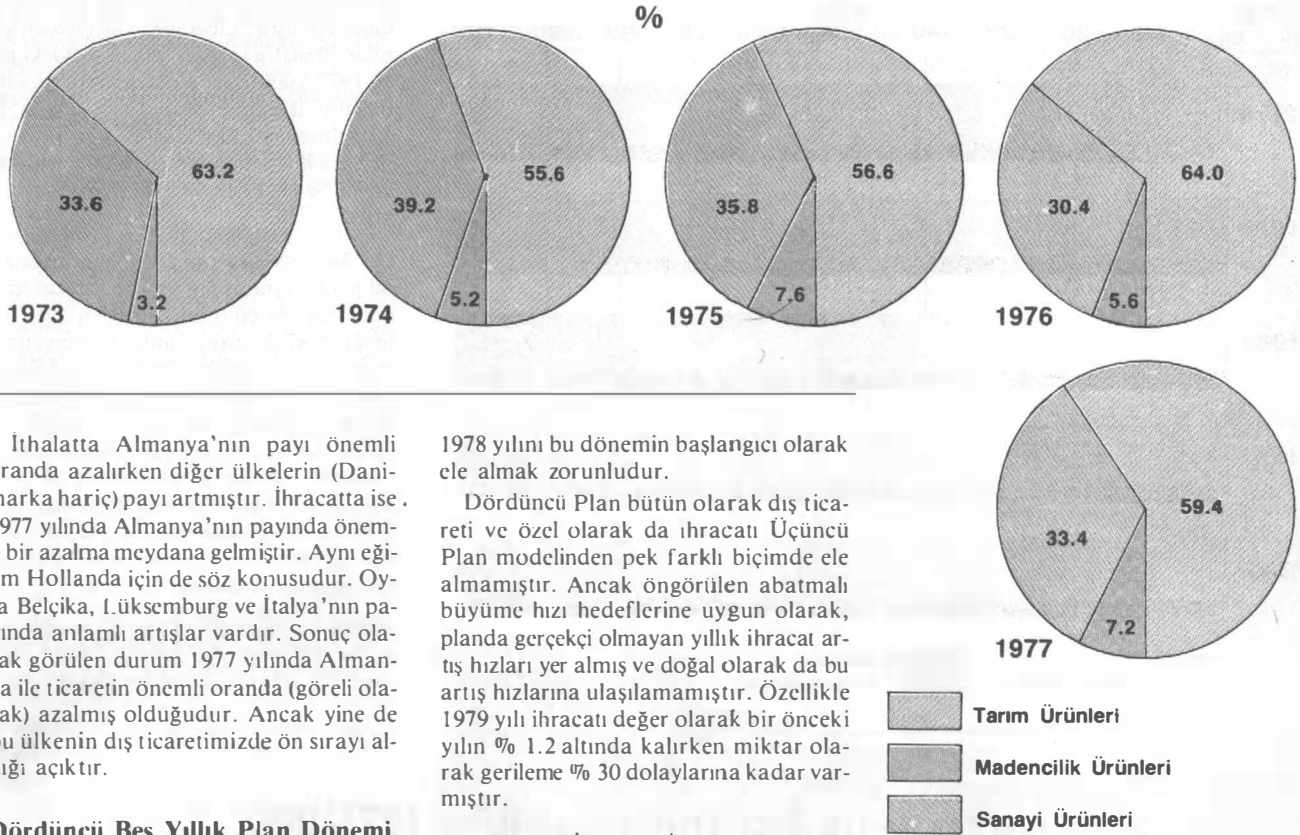 %
63.2
33.6
3.2
1973
55.6
39.2
5.2
1974
56.6
35.8
7.6
1975
64.0
30.4
5.6
1976
59.4
33.4
7.2
1977
Tarım Ürünleri
Madencilik Ürünleri
Sanayi Ürünleri
İthalatta Almanya'nın payı önemli
oranda azalırken diğer ülkelerin (Dani-
marka hariç) payı artmıştır. İhracatta ise
1977 yılında Almanya'nın payında önem-
bir azalma meydana gelmiştir. Aynı eği-
m Hollanda için de söz konusudur. Oy-
a Belçika, Lüksemburg ve İtalya'nın pa-
rında anlamlı artışlar vardır. Sonuç ola-
ak görülen durum 1977 yılında Alman-
a ile ticaretin önemli oranda (göreli ola-
ak) azalmış olduğudur. Ancak yine de
bu ülkenin dış ticaretimizde ön sırayı al-
ığı açıktır.
Dördüncü Beş Yıllık Plan Dönemi
1978 yılını bu dönemin başlangıcı olarak
ele almak zorunludur.
Dördüncü Plan bütün olarak dış tica-
reti ve özel olarak da ihracatı Üçüncü
Plan modelinden pek farklı biçimde ele
almamıştır. Ancak öngörülen abatmalı
büyüme hızı hedeflerine uygun olarak,
planda gerçekçi olmayan yıllık ihracat ar-
tış hızları yer almış ve doğal olarak da bu
artış hızlarına ulaşılamamıştır. Özellikle
1979 yılı ihracatı değer olarak bir önceki
yılın % 1.2 altında kalırken miktar ola-
rak gerileme % 30 dolaylarına kadar var-
mıştır.